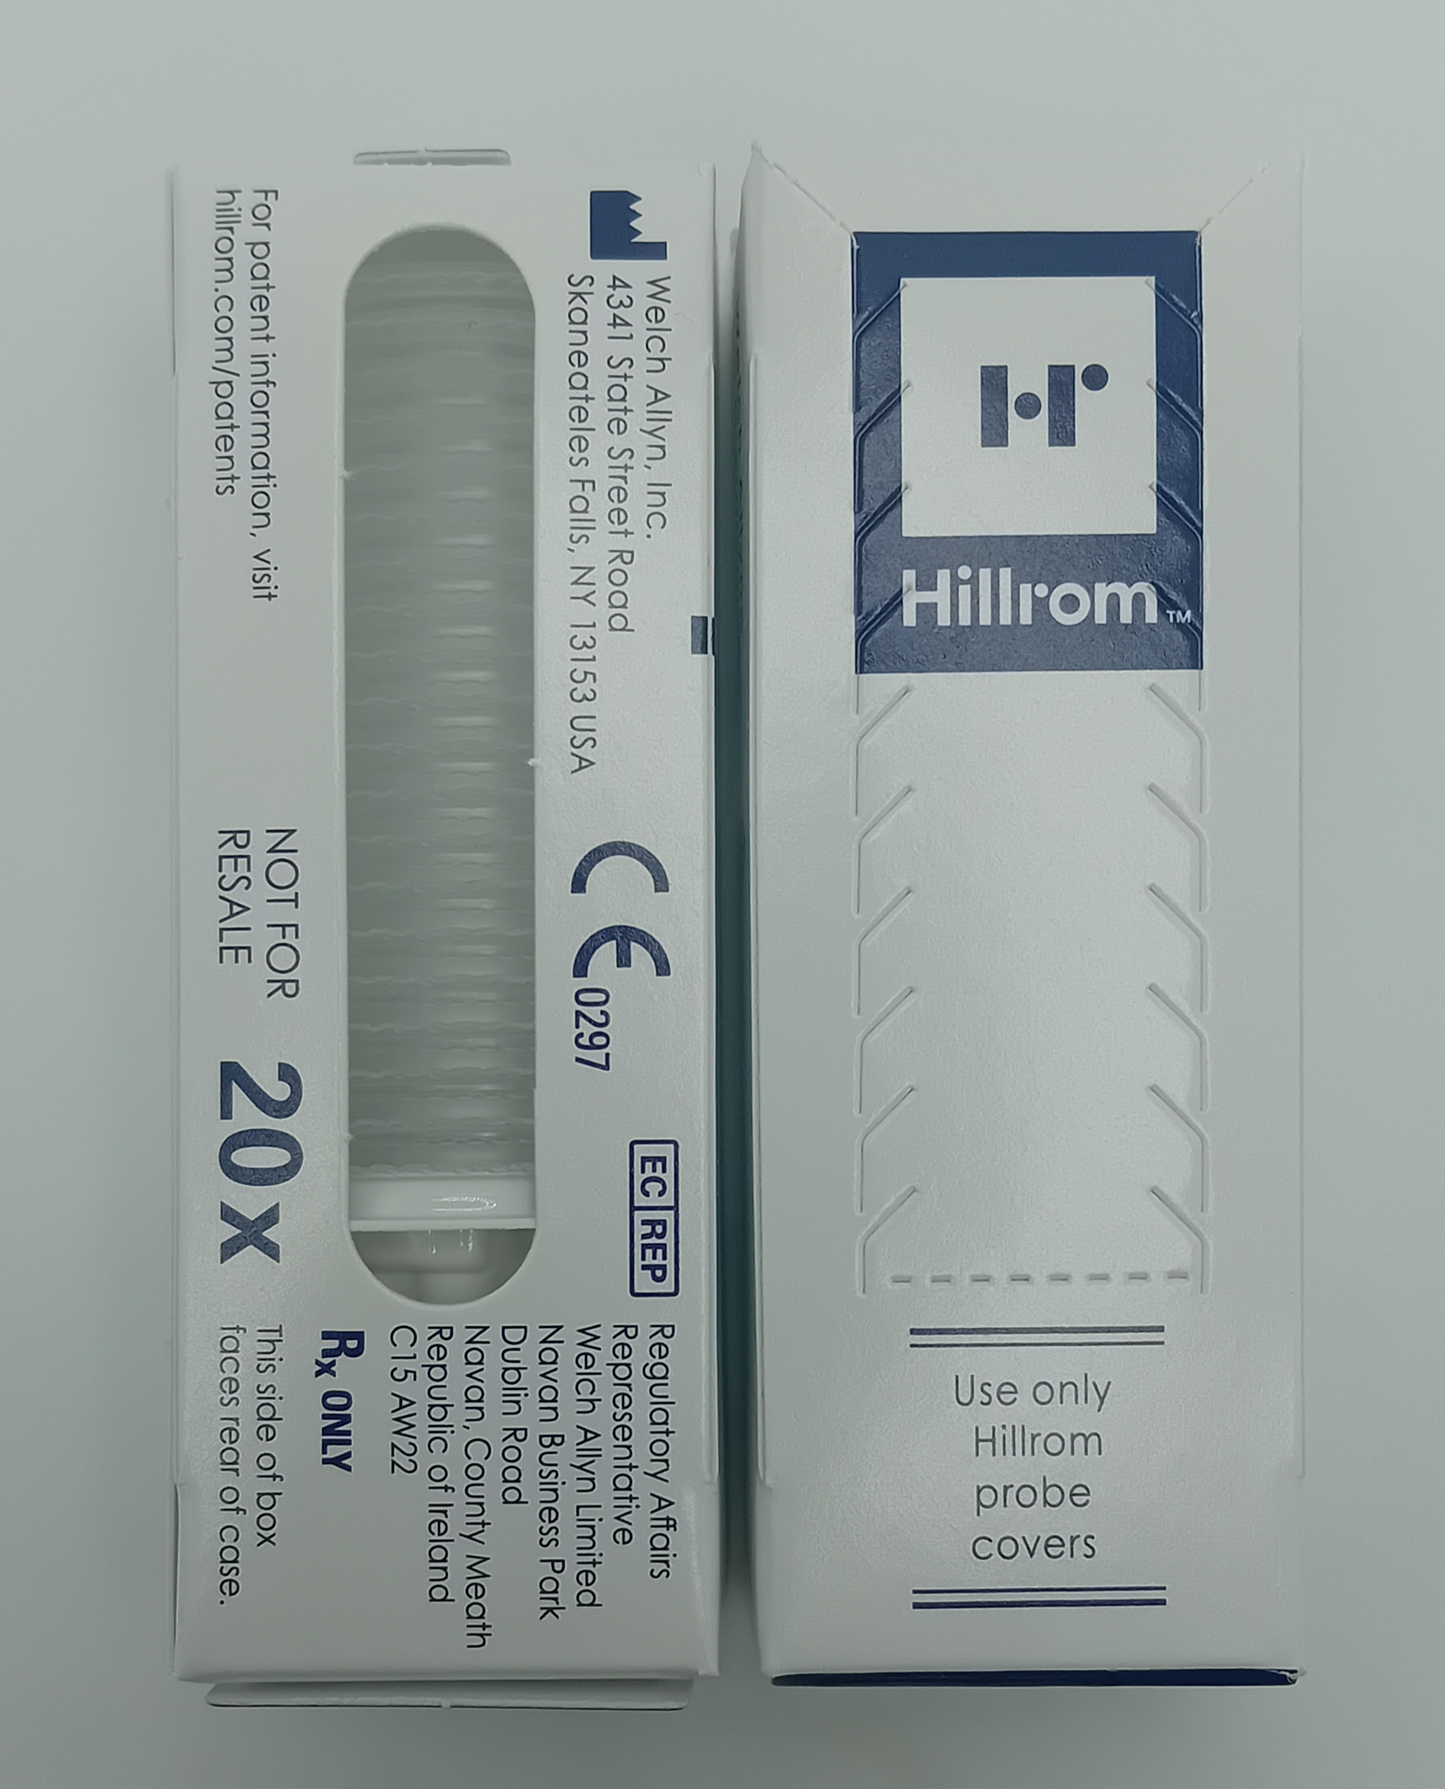 Welch Allyn, Inc.
4341 State Street Road
Skaneateles Falls, NY 13153 USA
CE 0297
EC REP
Regulatory Affairs
Representative
Welch Allyn Limited
Navan Business Park
Dublin Road
Navan, County Meath
Republic of Ireland
C15 AW22
Rx ONLY
For patent information, visit
hillrom.com/patents
NOT FOR
RESALE
20 x
This side of box
faces rear of case.
Hillrom™
Use only
Hillrom
probe
covers